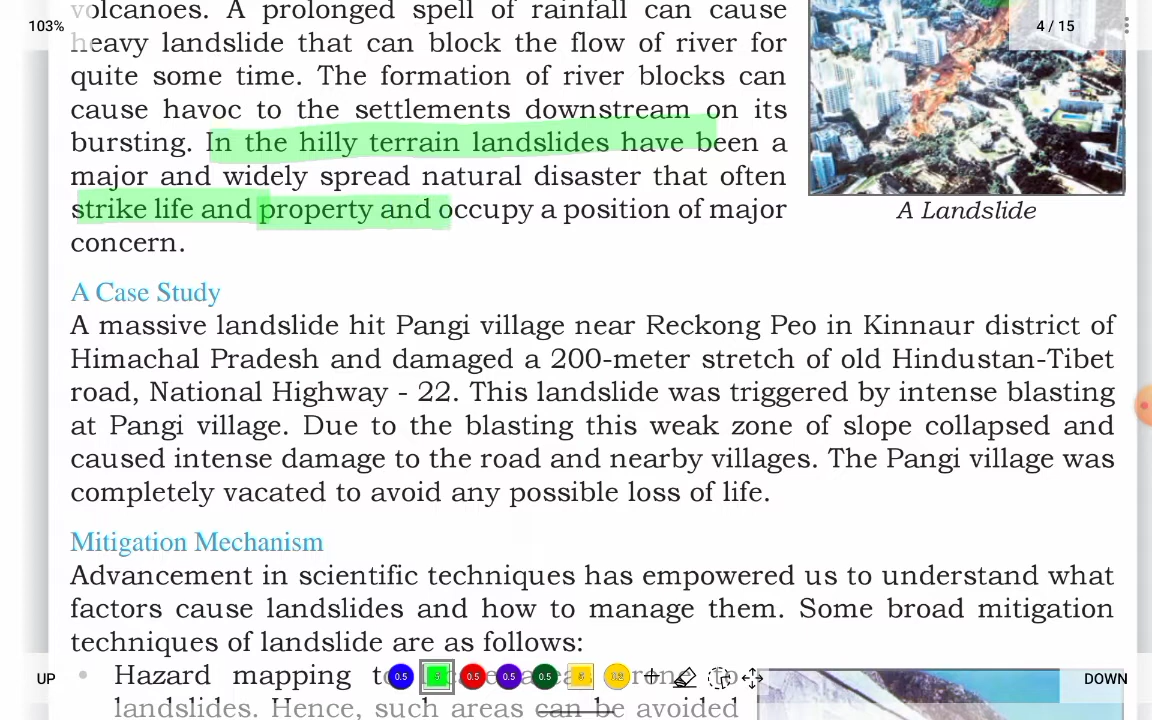 volcanoes. A prolonged spell of rainfall can cause
heavy landslide that can block the flow of river for
quite some time. The formation of river blocks can
cause havoc to the settlements downstream on its
bursting. In the hilly terrain landslides have been a
major and widely spread natural disaster that often
strike life and property and occupy a position of major
concern.
103%
4 / 15
A Landslide
A Case Study
A massive landslide hit Pangi village near Reckong Peo in Kinnaur district of
Himachal Pradesh and damaged a 200-meter stretch of old Hindustan-Tibet
road, National Highway - 22. This landslide was triggered by intense blasting
at Pangi village. Due to the blasting this weak zone of slope collapsed and
caused intense damage to the road and nearby villages. The Pangi village was
completely vacated to avoid any possible loss of life.
Mitigation Mechanism
Advancement in scientific techniques has empowered us to understand what
factors cause landslides and how to manage them. Some broad mitigation
techniques of landslide are as follows:
• Hazard mapping
landslides. Hence, such areas can be avoided
UP
0.5 5 0.5 0.5 0.5
DOWN